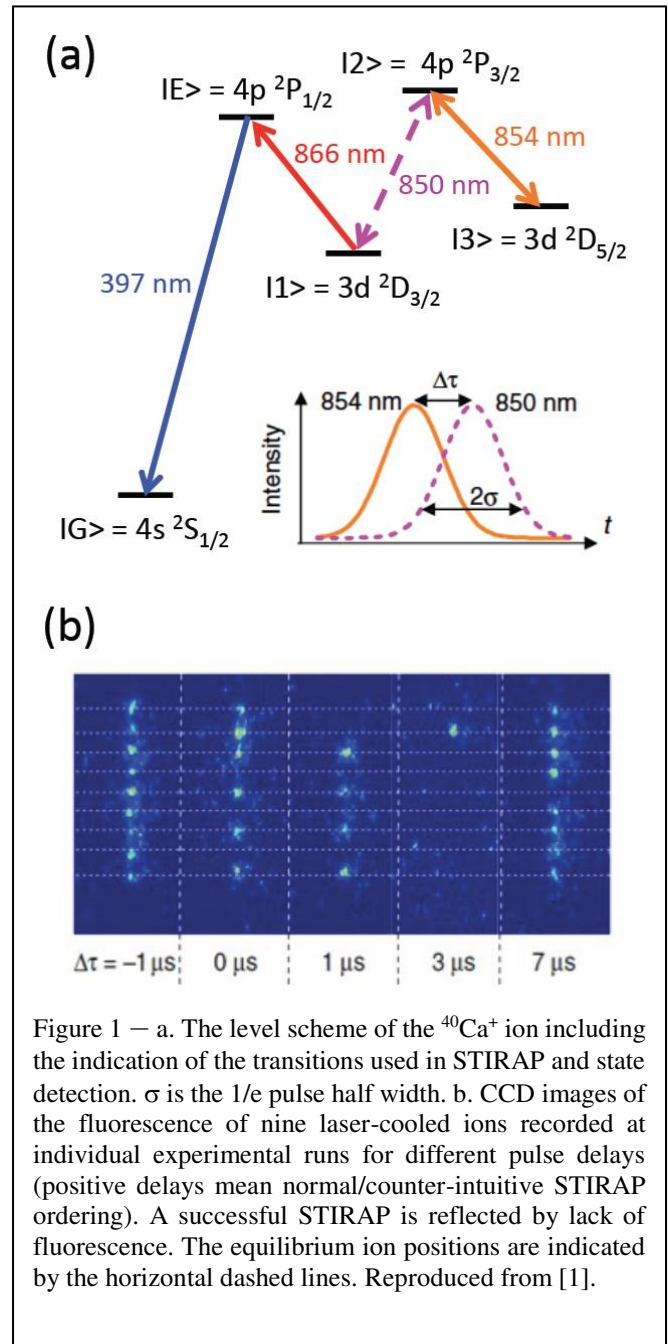 (a)
IE> = 4p ²P₁/₂
I2> = 4p ²P₃/₂
866 nm
850 nm
854 nm
397 nm
I1> = 3d ²D₃/₂
I3> = 3d ²D₅/₂
IG> = 4s ²S₁/₂
Intensity
854 nm
Δτ
850 nm
2σ
t
(b)
Δτ = −1 μs
0 μs
1 μs
3 μs
7 μs
Figure 1 – a. The level scheme of the ⁴⁰Ca⁺ ion including
the indication of the transitions used in STIRAP and state
detection. σ is the 1/e pulse half width. b. CCD images of
the fluorescence of nine laser-cooled ions recorded at
individual experimental runs for different pulse delays
(positive delays mean normal/counter-intuitive STIRAP
ordering). A successful STIRAP is reflected by lack of
fluorescence. The equilibrium ion positions are indicated
by the horizontal dashed lines. Reproduced from [1].